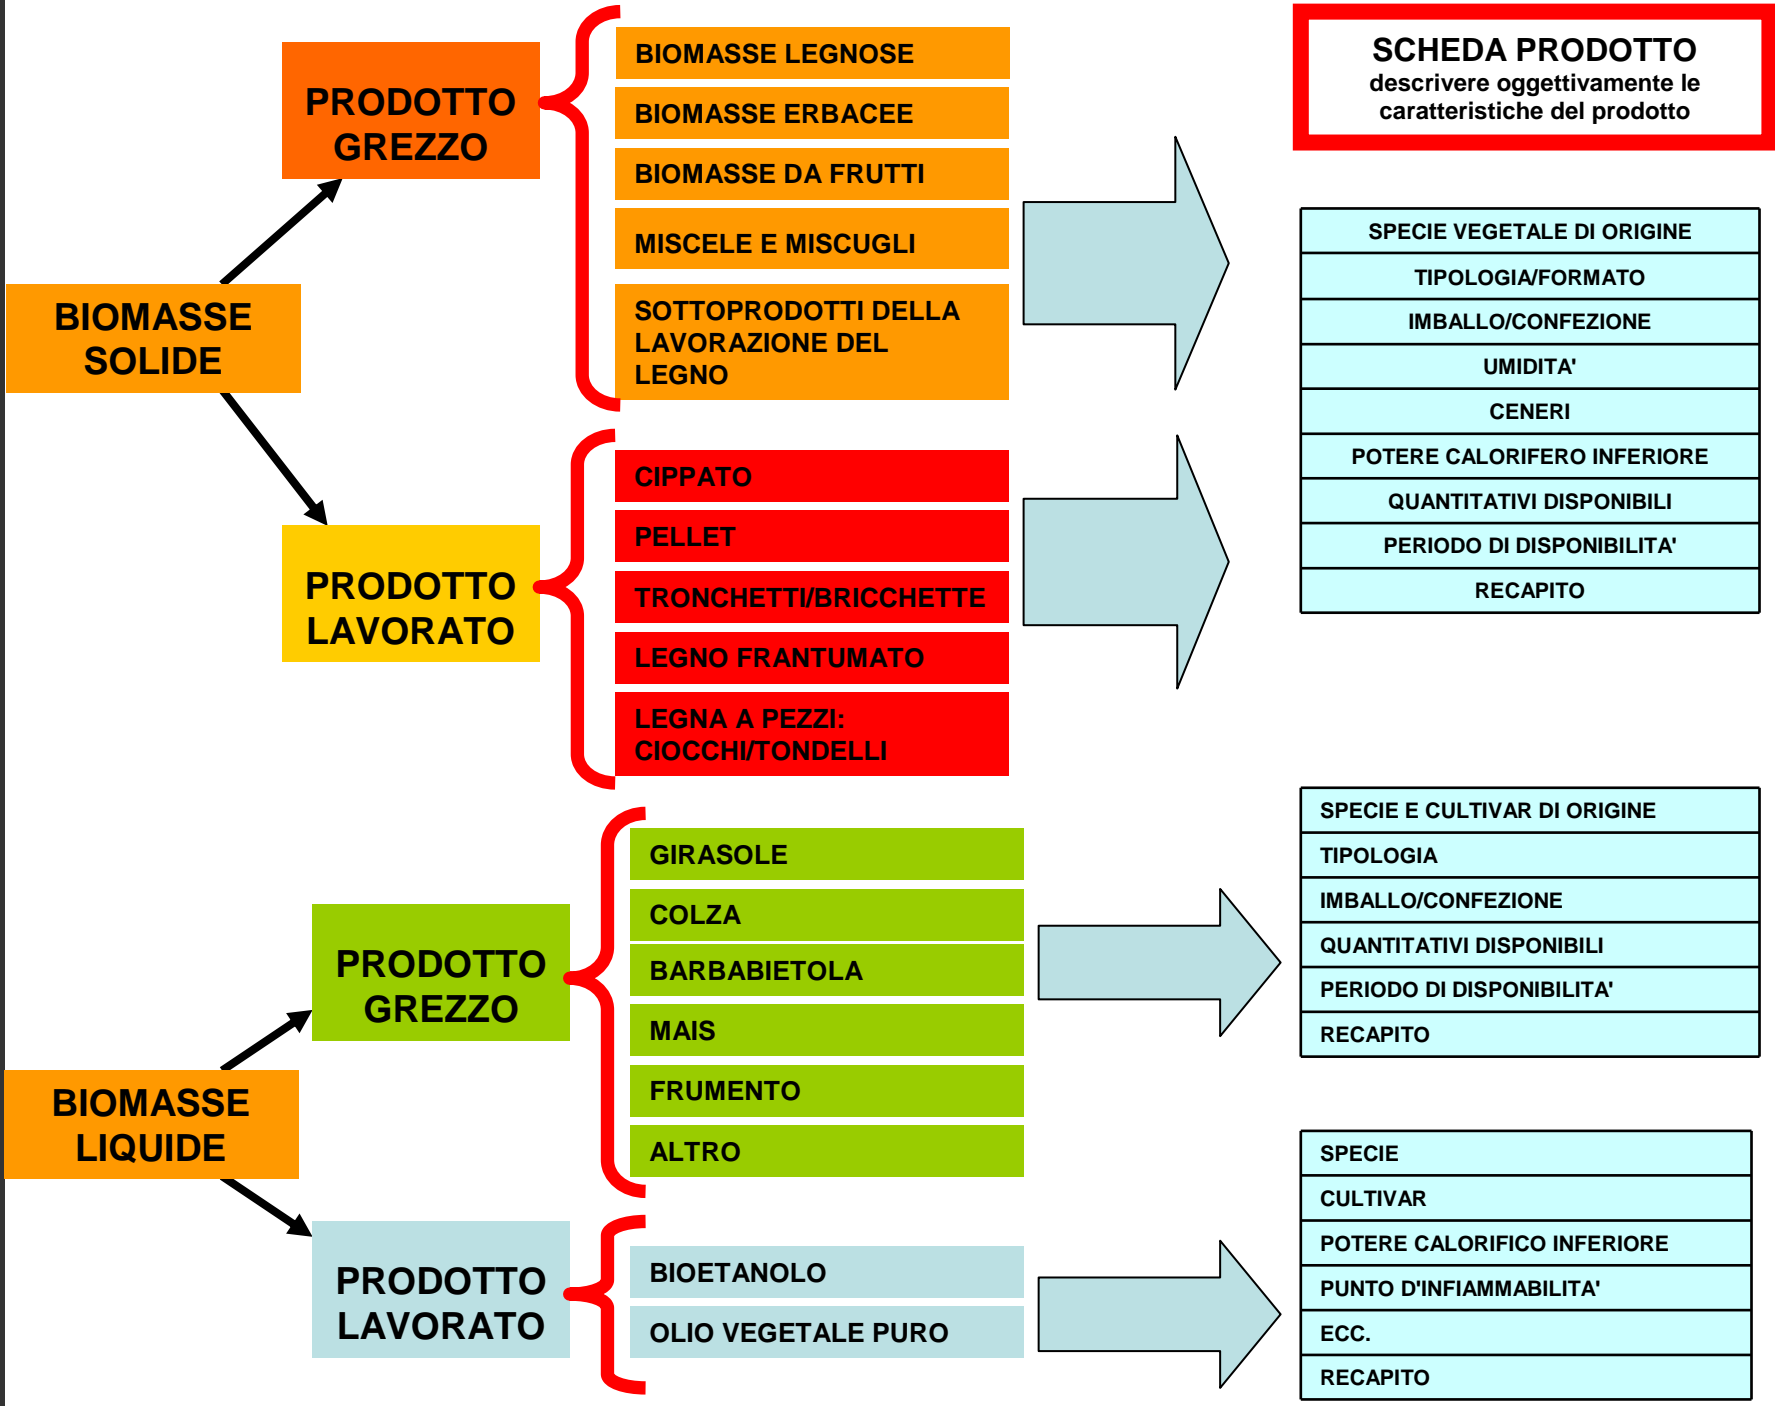 SCHEDA PRODOTTO
descrivere oggettivamente le
caratteristiche del prodotto
BIOMASSE
SOLIDE
PRODOTTO
GREZZO
BIOMASSE LEGNOSE
BIOMASSE ERBACEE
BIOMASSE DA FRUTTI
MISCELE E MISCUGLI
SOTTOPRODOTTI DELLA
LAVORAZIONE DEL
LEGNO
PRODOTTO
LAVORATO
CIPPATO
PELLET
TRONCHETTI/BRICCHETTE
LEGNO FRANTUMATO
LEGNA A PEZZI:
CIOCCHI/TONDELLI
SPECIE VEGETALE DI ORIGINE
TIPOLOGIA/FORMATO
IMBALLO/CONFEZIONE
UMIDITA'
CENERI
POTERE CALORIFERO INFERIORE
QUANTITATIVI DISPONIBILI
PERIODO DI DISPONIBILITA'
RECAPITO
BIOMASSE
LIQUIDE
PRODOTTO
GREZZO
GIRASOLE
COLZA
BARBABIETOLA
MAIS
FRUMENTO
ALTRO
SPECIE E CULTIVAR DI ORIGINE
TIPOLOGIA
IMBALLO/CONFEZIONE
QUANTITATIVI DISPONIBILI
PERIODO DI DISPONIBILITA'
RECAPITO
PRODOTTO
LAVORATO
BIOETANOLO
OLIO VEGETALE PURO
SPECIE
CULTIVAR
POTERE CALORIFICO INFERIORE
PUNTO D'INFIAMMABILITA'
ECC.
RECAPITO